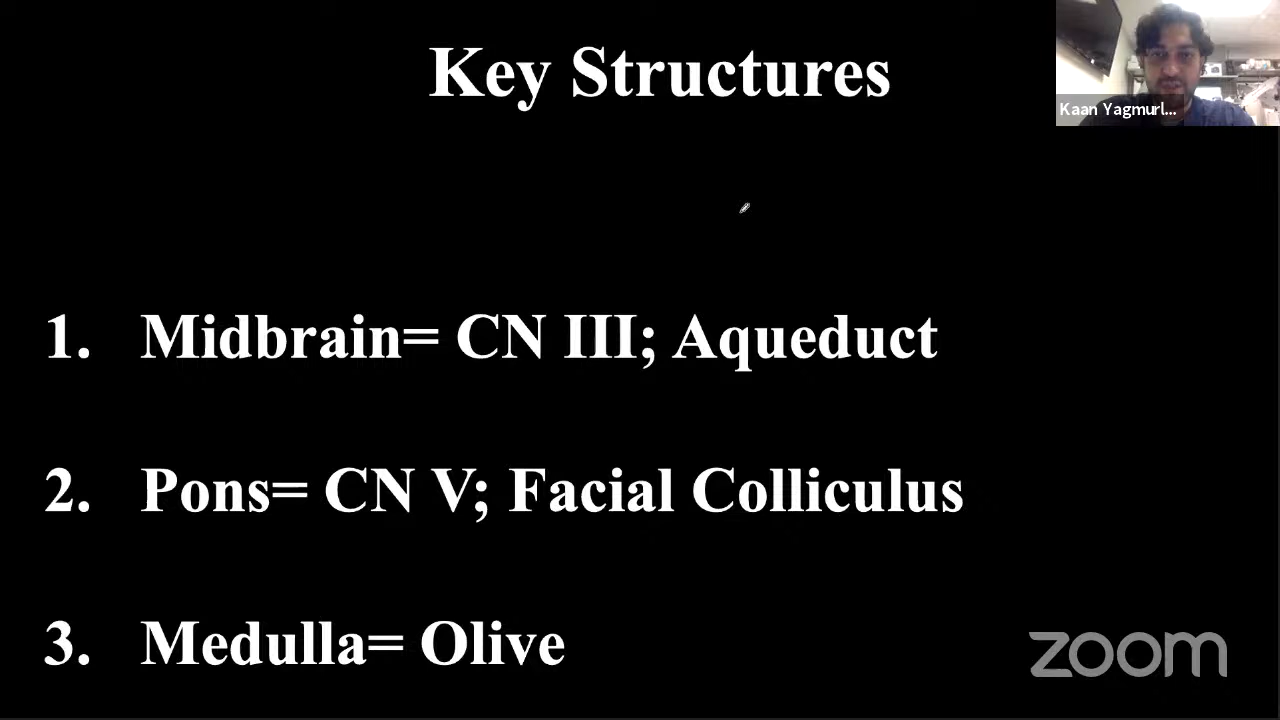 Key Structures
Kaan Yagmurl...
1. Midbrain= CN III; Aqueduct
2. Pons= CN V; Facial Colliculus
3. Medulla= Olive
zoom